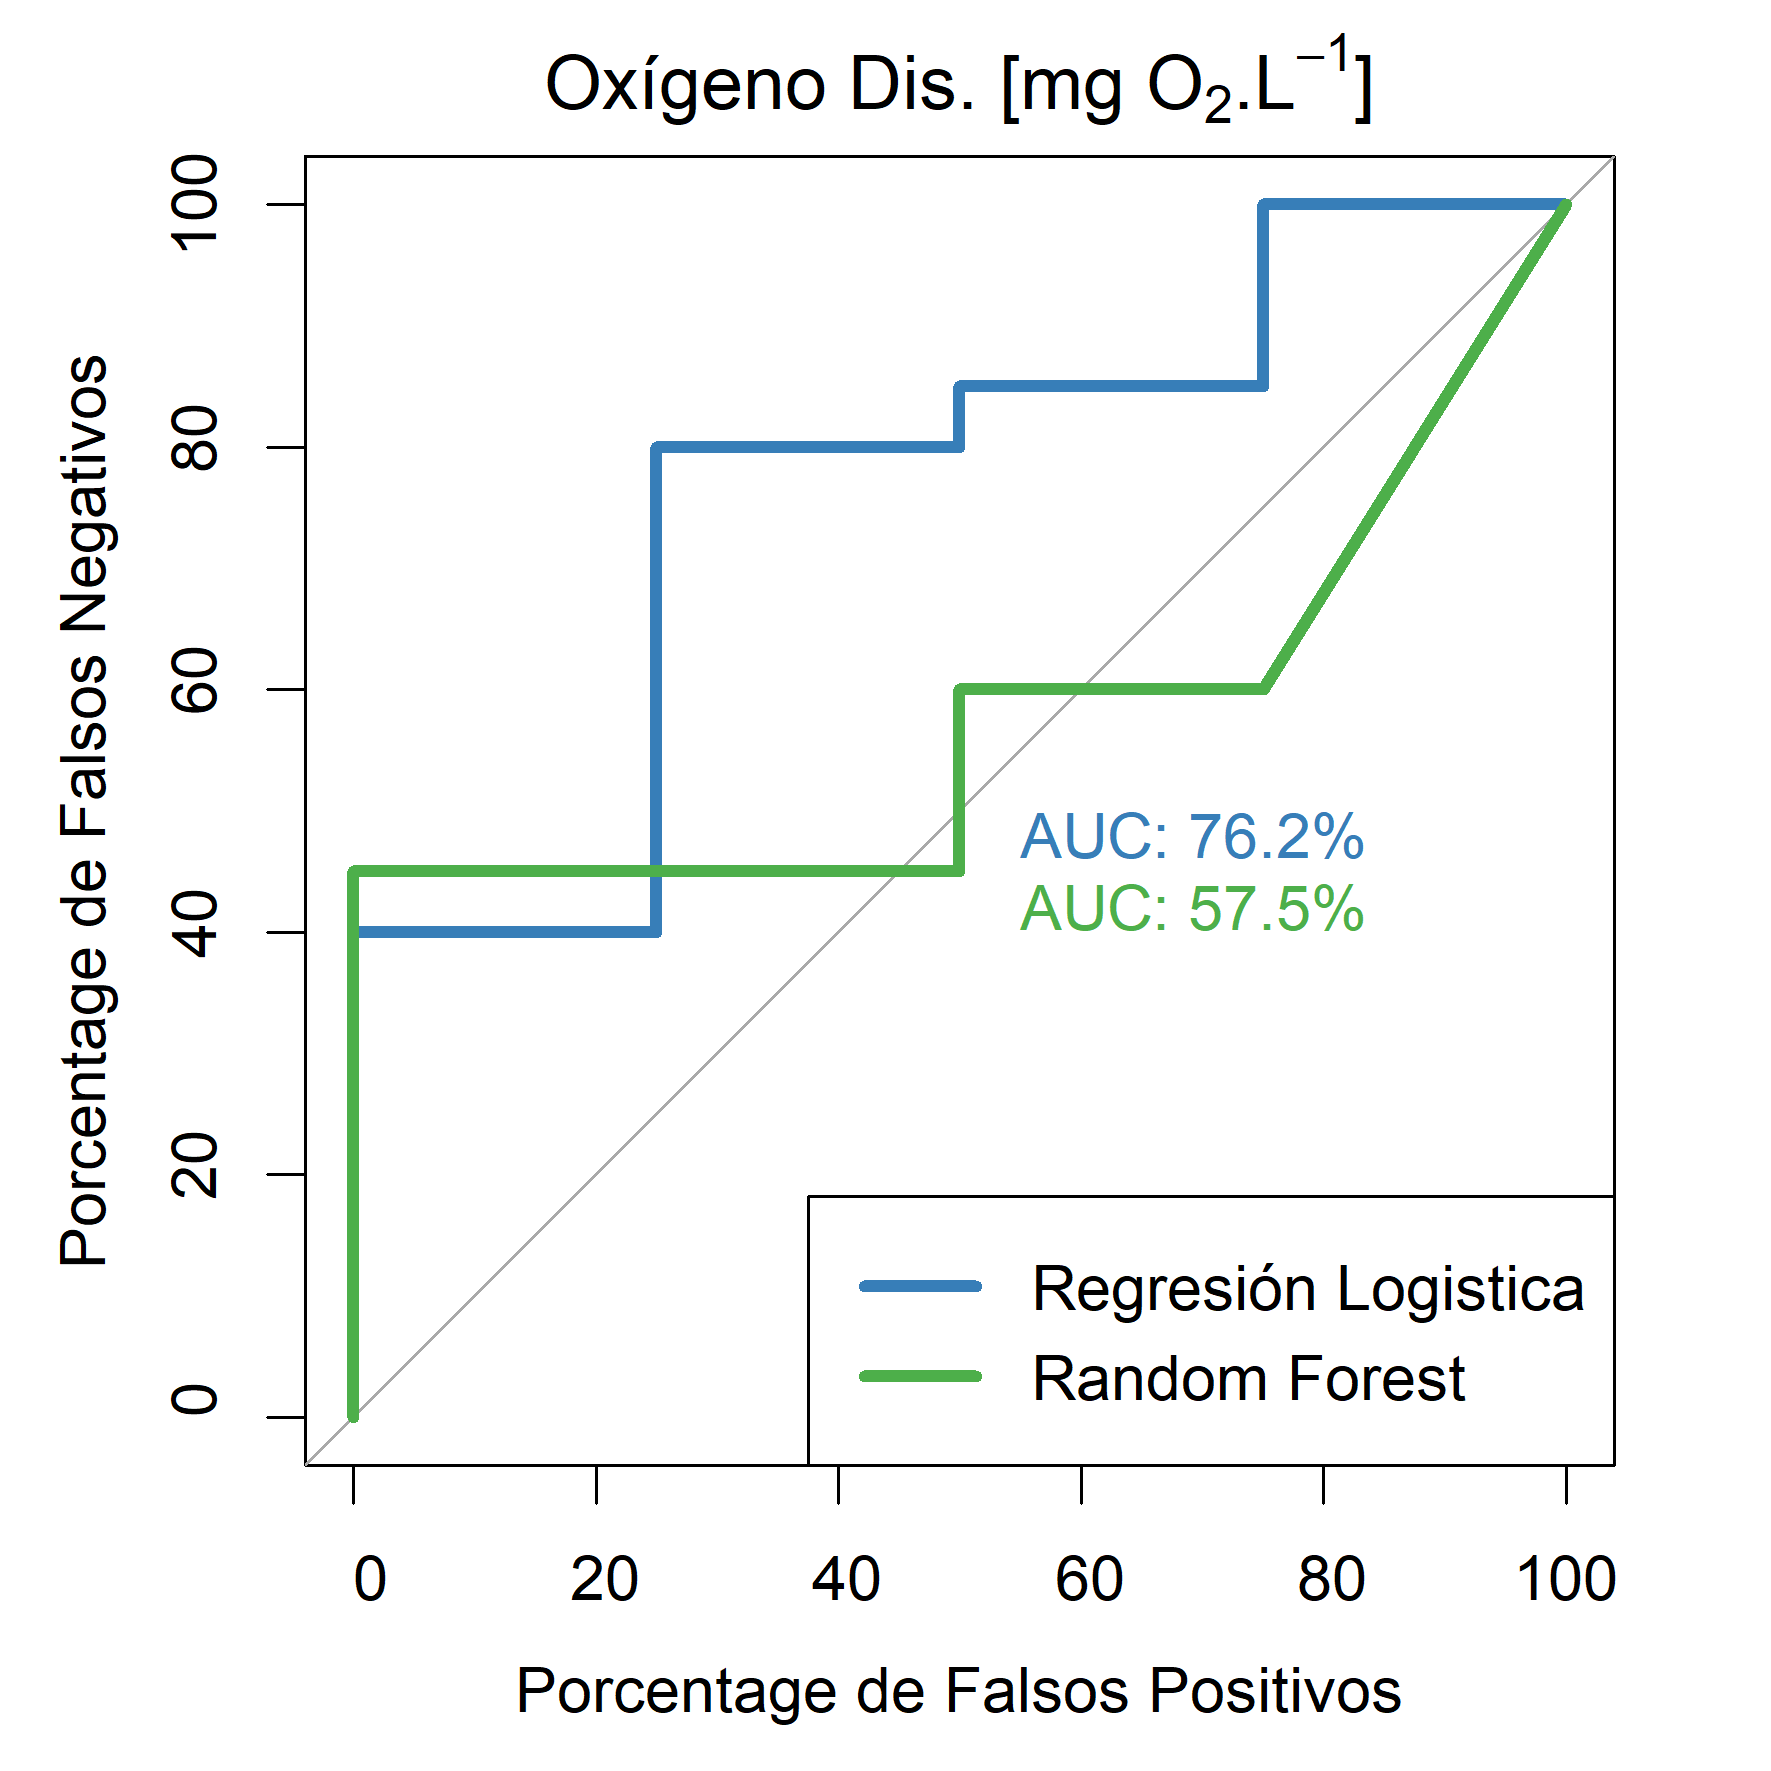 Oxígeno Dis. [mg O₂.L⁻¹]
Porcentage de Falsos Negativos
100
80
60
40
20
0
AUC: 76.2%
AUC: 57.5%
Regresión Logistica
Random Forest
0 20 40 60 80 100
Porcentage de Falsos Positivos